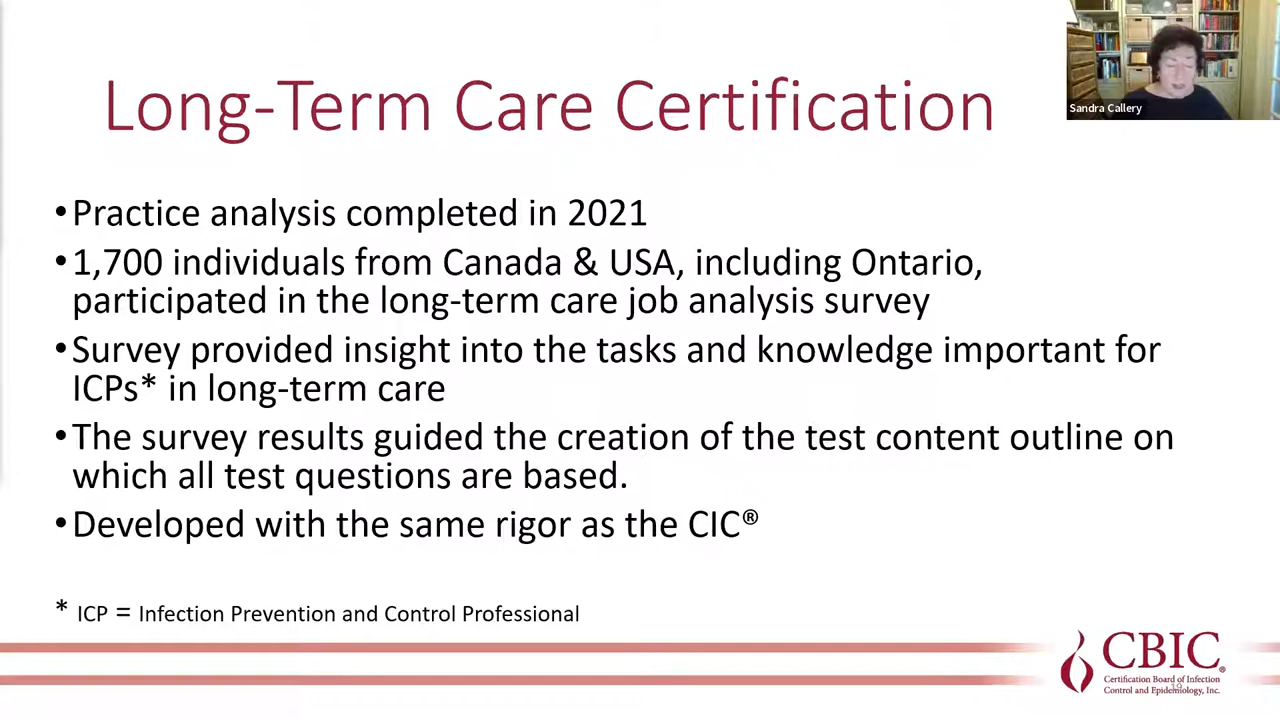 Long-Term Care Certification
Sandra Callery
•Practice analysis completed in 2021
•1,700 individuals from Canada & USA, including Ontario,
participated in the long-term care job analysis survey
•Survey provided insight into the tasks and knowledge important for
ICPs* in long-term care
•The survey results guided the creation of the test content outline on
which all test questions are based.
•Developed with the same rigor as the CIC®
* ICP = Infection Prevention and Control Professional
CBIC®
Certification Board of Infection
Control and Epidemiology, Inc.
19